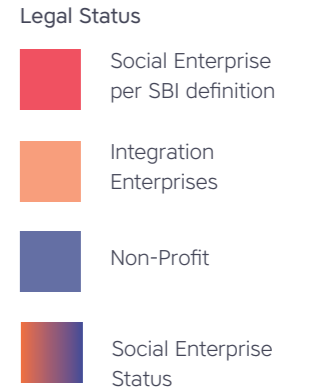 Legal Status
Social Enterprise
per SBI definition
Integration
Enterprises
Non-Profit
Social Enterprise
Status